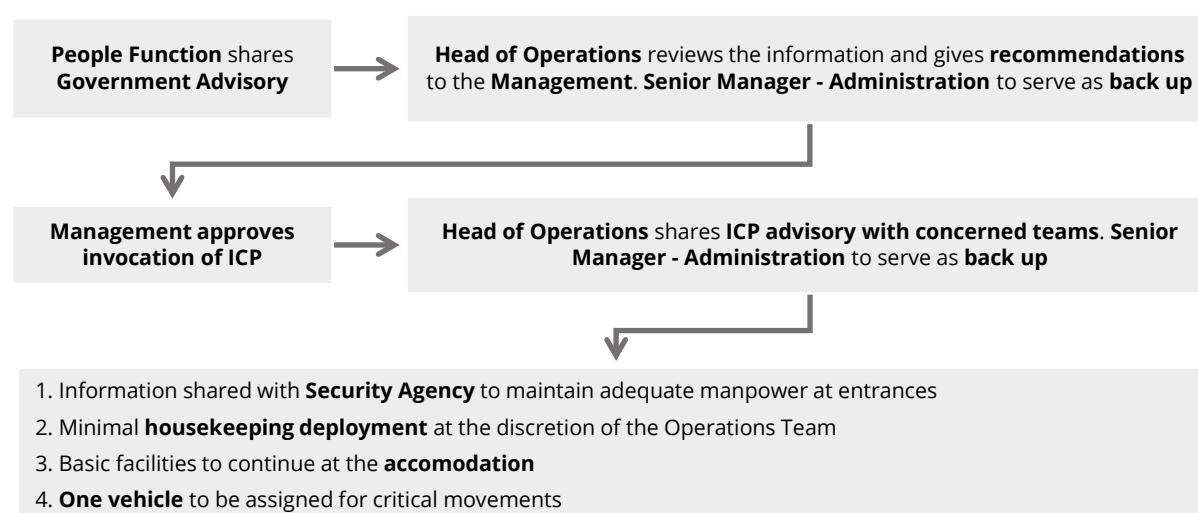 People Function shares
Government Advisory
Head of Operations reviews the information and gives recommendations
to the Management. Senior Manager - Administration to serve as back up
Management approves
invocation of ICP
Head of Operations shares ICP advisory with concerned teams. Senior
Manager - Administration to serve as back up
1. Information shared with Security Agency to maintain adequate manpower at entrances
2. Minimal housekeeping deployment at the discretion of the Operations Team
3. Basic facilities to continue at the accomodation
4. One vehicle to be assigned for critical movements